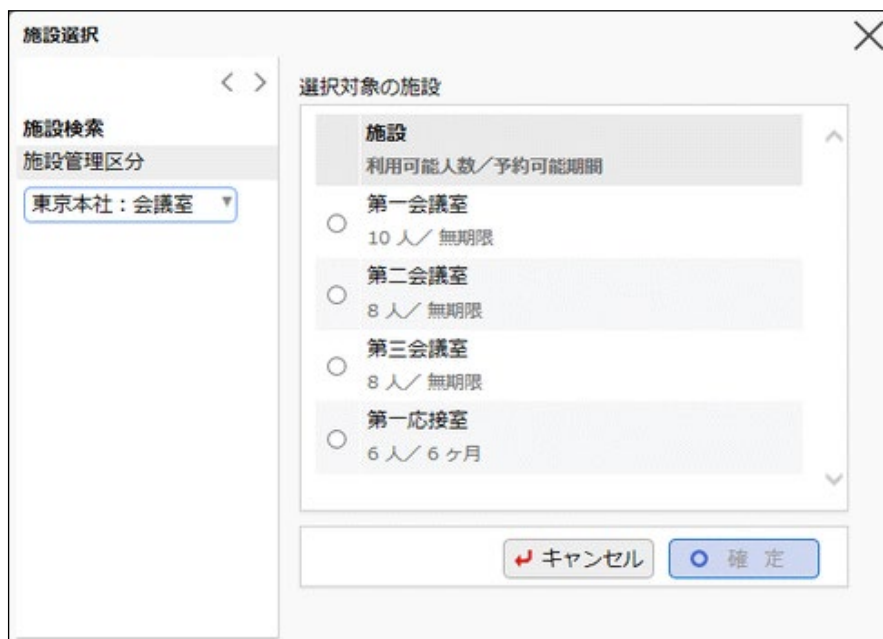 施設選択
施設検索
施設管理区分
東京本社：会議室
選択対象の施設
施設
利用可能人数／予約可能期間
第一会議室
10 人／ 無期限
第二会議室
8 人／ 無期限
第三会議室
8 人／ 無期限
第一応接室
6 人／ 6 ヶ月
キャンセル
確 定